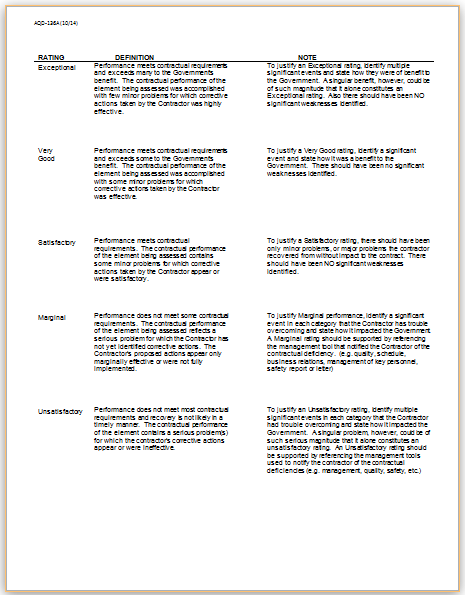 AQD-136A (10/14)
RATING DEFINITION NOTE
Exceptional
Performance meets contractual requirements
and exceeds many to the Governments
benefit. The contractual performance of the
element being assessed was accomplished
with few minor problems for which corrective
actions taken by the Contractor was highly
effective.
To justify an Exceptional rating, identify multiple
significant events and state how they were of benefit to
the Government. A singular benefit, however, could be
of such magnitude that it alone constitutes an
Exceptional rating. Also there should have been NO
significant weaknesses identified.
Very
Good
Performance meets contractual requirements
and exceeds some to the Governments
benefit. The contractual performance of the
element being assessed was accomplished
with some minor problems for which
corrective actions taken by the Contractor
was effective.
To justify a Very Good rating, identify a significant
event and state how it was a benefit to the
Government. There should have been no significant
weaknesses identified.
Satisfactory
Performance meets contractual
requirements. The contractual performance
of the element being assessed contains
some minor problems for which corrective
actions taken by the Contractor appear or
were satisfactory.
To justify a Satisfactory rating, there should have been
only minor problems, or major problems the contractor
recovered from without impact to the contract. There
should have been NO significant weaknesses
identified.
Marginal
Performance does not meet some contractual
requirements. The contractual performance
of the element being assessed reflects a
serious problem for which the Contractor has
not yet identified corrective actions. The
Contractor's proposed actions appear only
marginally effective or were not fully
implemented.
To justify Marginal performance, identify a significant
event in each category that the Contractor has trouble
overcoming and state how it impacted the Government.
A Marginal rating should be supported by referencing
the management tool that notified the Contractor of the
contractual deficiency. (e.g. quality, schedule,
business relations, management of key personnel,
safety report or letter)
Unsatisfactory
Performance does not meet most contractual
requirements and recovery is not likely in a
timely manner. The contractual performance
of the element contains a serious problem(s)
for which the contractor's corrective actions
appear or were ineffective.
To justify an Unsatisfactory rating, identify multiple
significant events in each category that the Contractor
had trouble overcoming and state how it impacted the
Government. A singular problem, however, could be of
such serious magnitude that it alone constitutes an
unsatisfactory rating. An Unsatisfactory rating should
be supported by referencing the management tools
used to notify the contractor of the contractual
deficiencies (e.g. management, quality, safety, etc.)